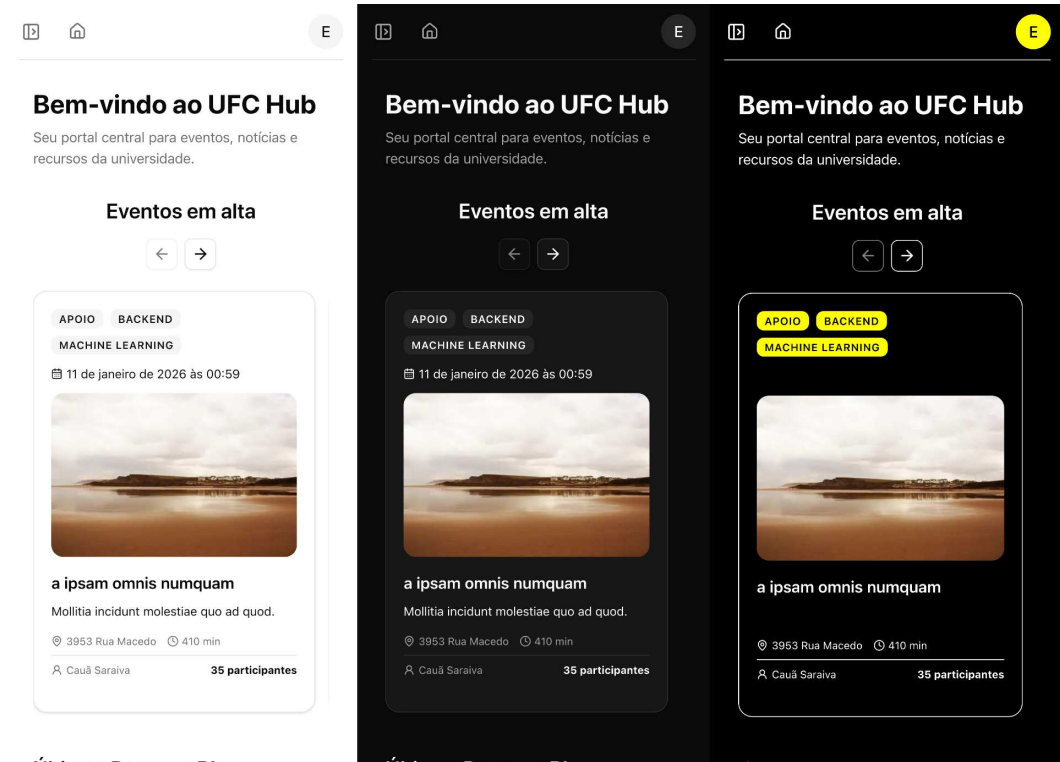 E
Bem-vindo ao UFC Hub
Seu portal central para eventos, notícias e
recursos da universidade.
Eventos em alta
APOIO BACKEND
MACHINE LEARNING
11 de janeiro de 2026 às 00:59
a ipsam omnis numquam
Mollitia incidunt molestiae quo ad quod.
3953 Rua Macedo 410 min
Cauã Saraiva 35 participantes
E
Bem-vindo ao UFC Hub
Seu portal central para eventos, notícias e
recursos da universidade.
Eventos em alta
APOIO BACKEND
MACHINE LEARNING
11 de janeiro de 2026 às 00:59
a ipsam omnis numquam
Mollitia incidunt molestiae quo ad quod.
3953 Rua Macedo 410 min
Cauã Saraiva 35 participantes
E
Bem-vindo ao UFC Hub
Seu portal central para eventos, notícias e
recursos da universidade.
Eventos em alta
APOIO BACKEND
MACHINE LEARNING
a ipsam omnis numquam
3953 Rua Macedo 410 min
Cauã Saraiva 35 participantes